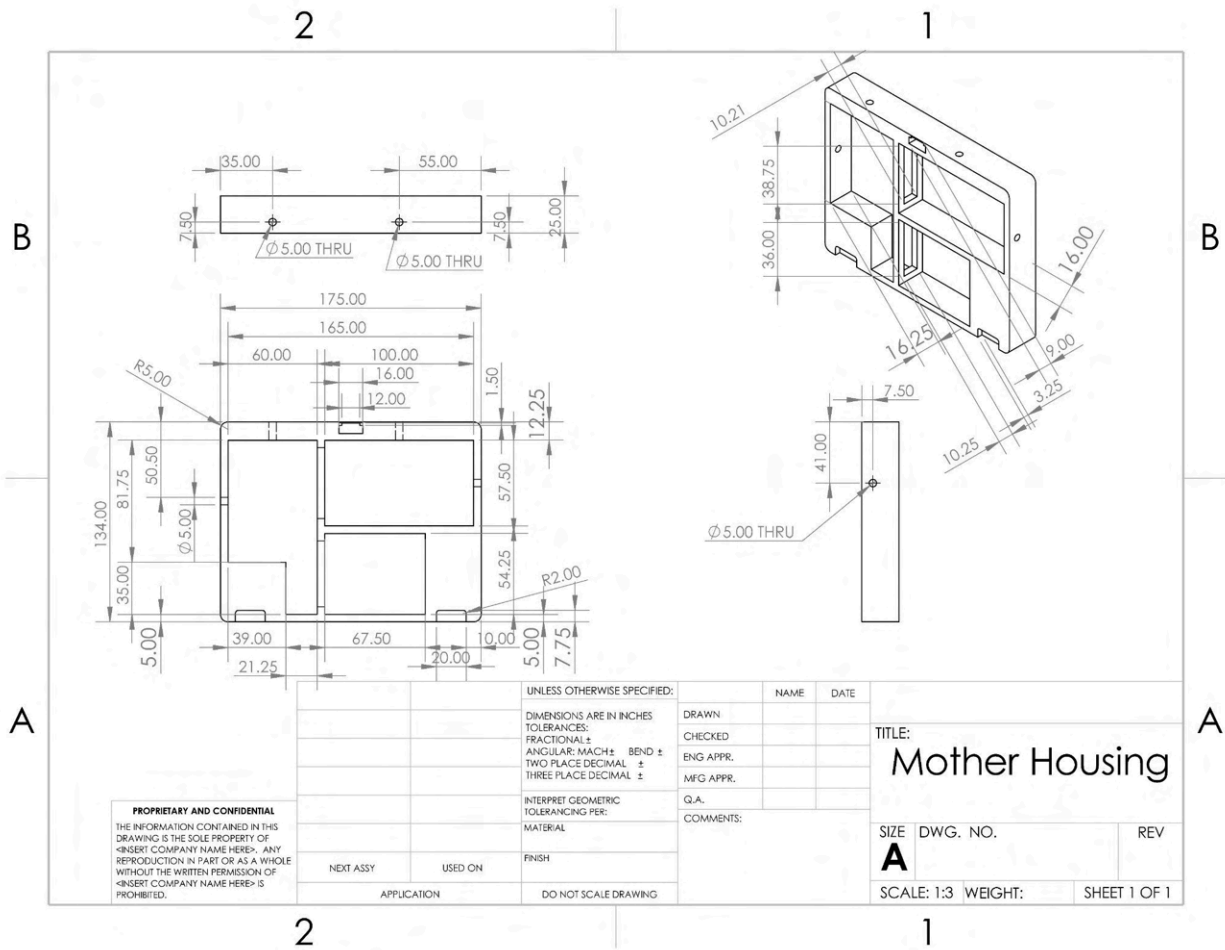 2
1
B
B
A
A
35.00
55.00
7.50
7.50
25.00
Ø5.00 THRU
Ø5.00 THRU
175.00
165.00
60.00
100.00
16.00
12.00
R5.00
1.50
12.25
134.00
81.75
50.50
Ø5.00
35.00
57.50
54.25
R2.00
5.00
39.00
67.50
10.00
21.25
20.00
5.00
7.75
10.21
38.75
36.00
16.00
16.25
9.00
3.25
10.25
7.50
41.00
Ø5.00 THRU
PROPRIETARY AND CONFIDENTIAL
THE INFORMATION CONTAINED IN THIS
DRAWING IS THE SOLE PROPERTY OF
<INSERT COMPANY NAME HERE>. ANY
REPRODUCTION IN PART OR AS A WHOLE
WITHOUT THE WRITTEN PERMISSION OF
<INSERT COMPANY NAME HERE> IS
PROHIBITED.
NEXT ASSY
USED ON
APPLICATION
UNLESS OTHERWISE SPECIFIED:
DIMENSIONS ARE IN INCHES
TOLERANCES:
FRACTIONAL ±
ANGULAR: MACH ± BEND ±
TWO PLACE DECIMAL ±
THREE PLACE DECIMAL ±
INTERPRET GEOMETRIC
TOLERANCING PER:
MATERIAL
FINISH
DO NOT SCALE DRAWING
NAME
DATE
DRAWN
CHECKED
ENG APPR.
MFG APPR.
Q.A.
COMMENTS:
TITLE:
Mother Housing
SIZE
A
DWG. NO.
REV
SCALE: 1:3
WEIGHT:
SHEET 1 OF 1
2
1